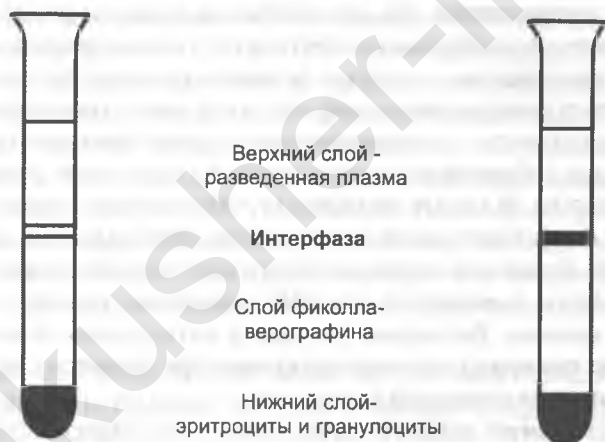 Верхний слой -
разведенная плазма
Интерфаза
Слой фиколла-
верографина
Нижний слой-
эритроциты и гранулоциты